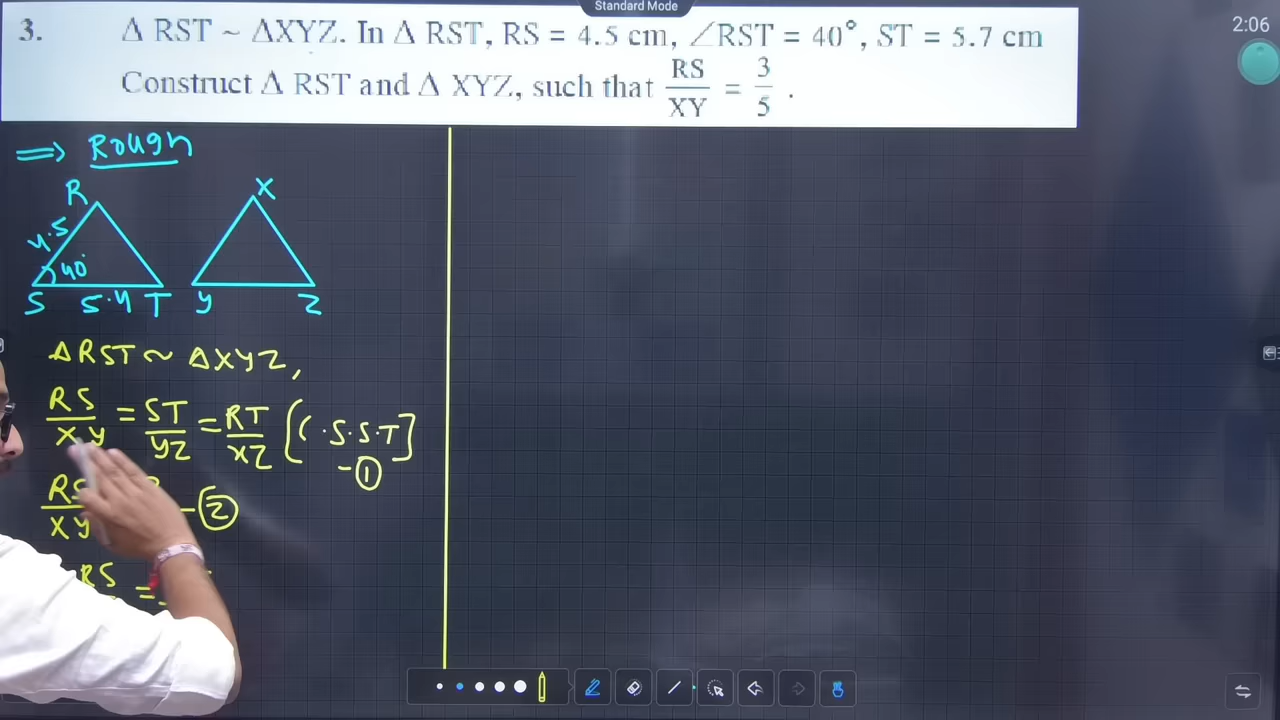 Standard Mode
2:06
3. Δ RST ~ ΔXYZ. In Δ RST, RS = 4.5 cm, ∠RST = 40°, ST = 5.7 cm
Construct Δ RST and Δ XYZ, such that RS/XY = 3/5 .
⇒ Rough
R X
4.5
40°
S 5.4 T Y Z
ΔRST ~ ΔXYZ,
RS/XY = ST/YZ = RT/XZ [C.S.S.T]
-①
RS/XY -②
RS =